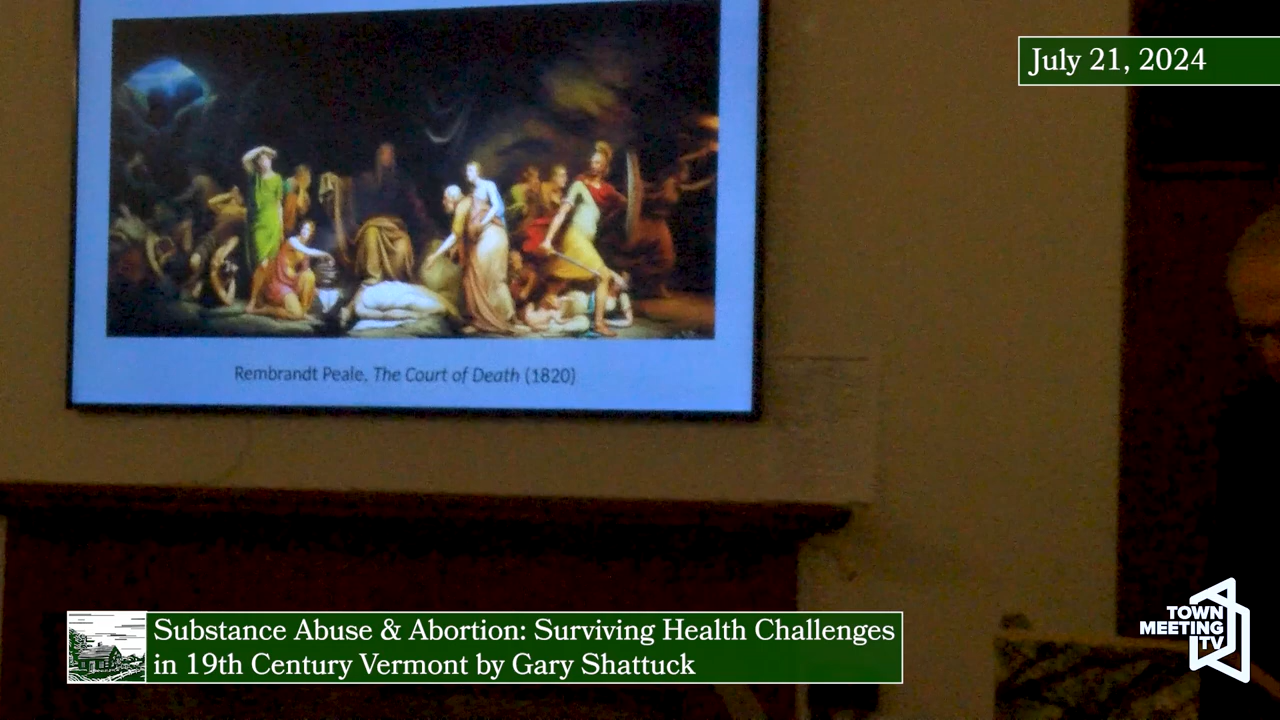 July 21, 2024
Rembrandt Peale, The Court of Death (1820)
Substance Abuse & Abortion: Surviving Health Challenges
in 19th Century Vermont by Gary Shattuck
TOWN
MEETING
TV